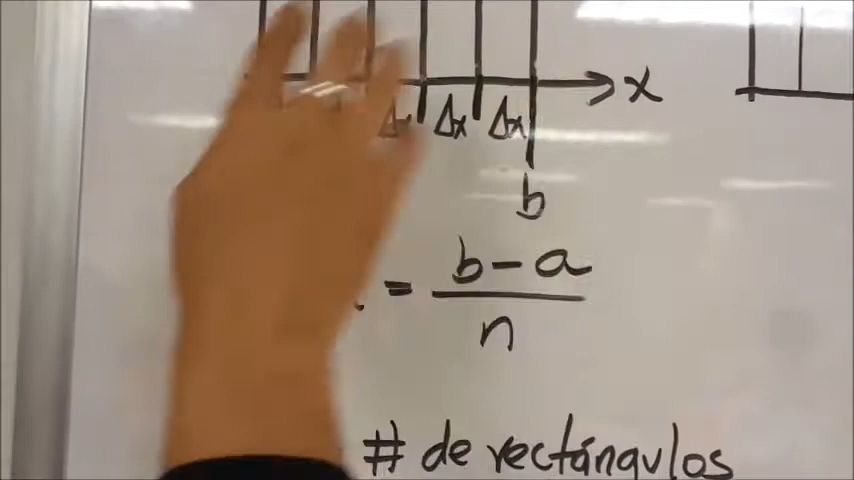 x
Δx Δx
b
= b - a
n
# de rectángulos